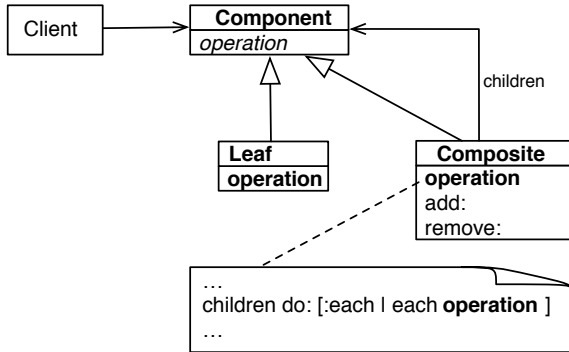 Client
Component
operation
children
Leaf
operation
Composite
operation
add:
remove:
...
children do: [:each | each operation ]
...